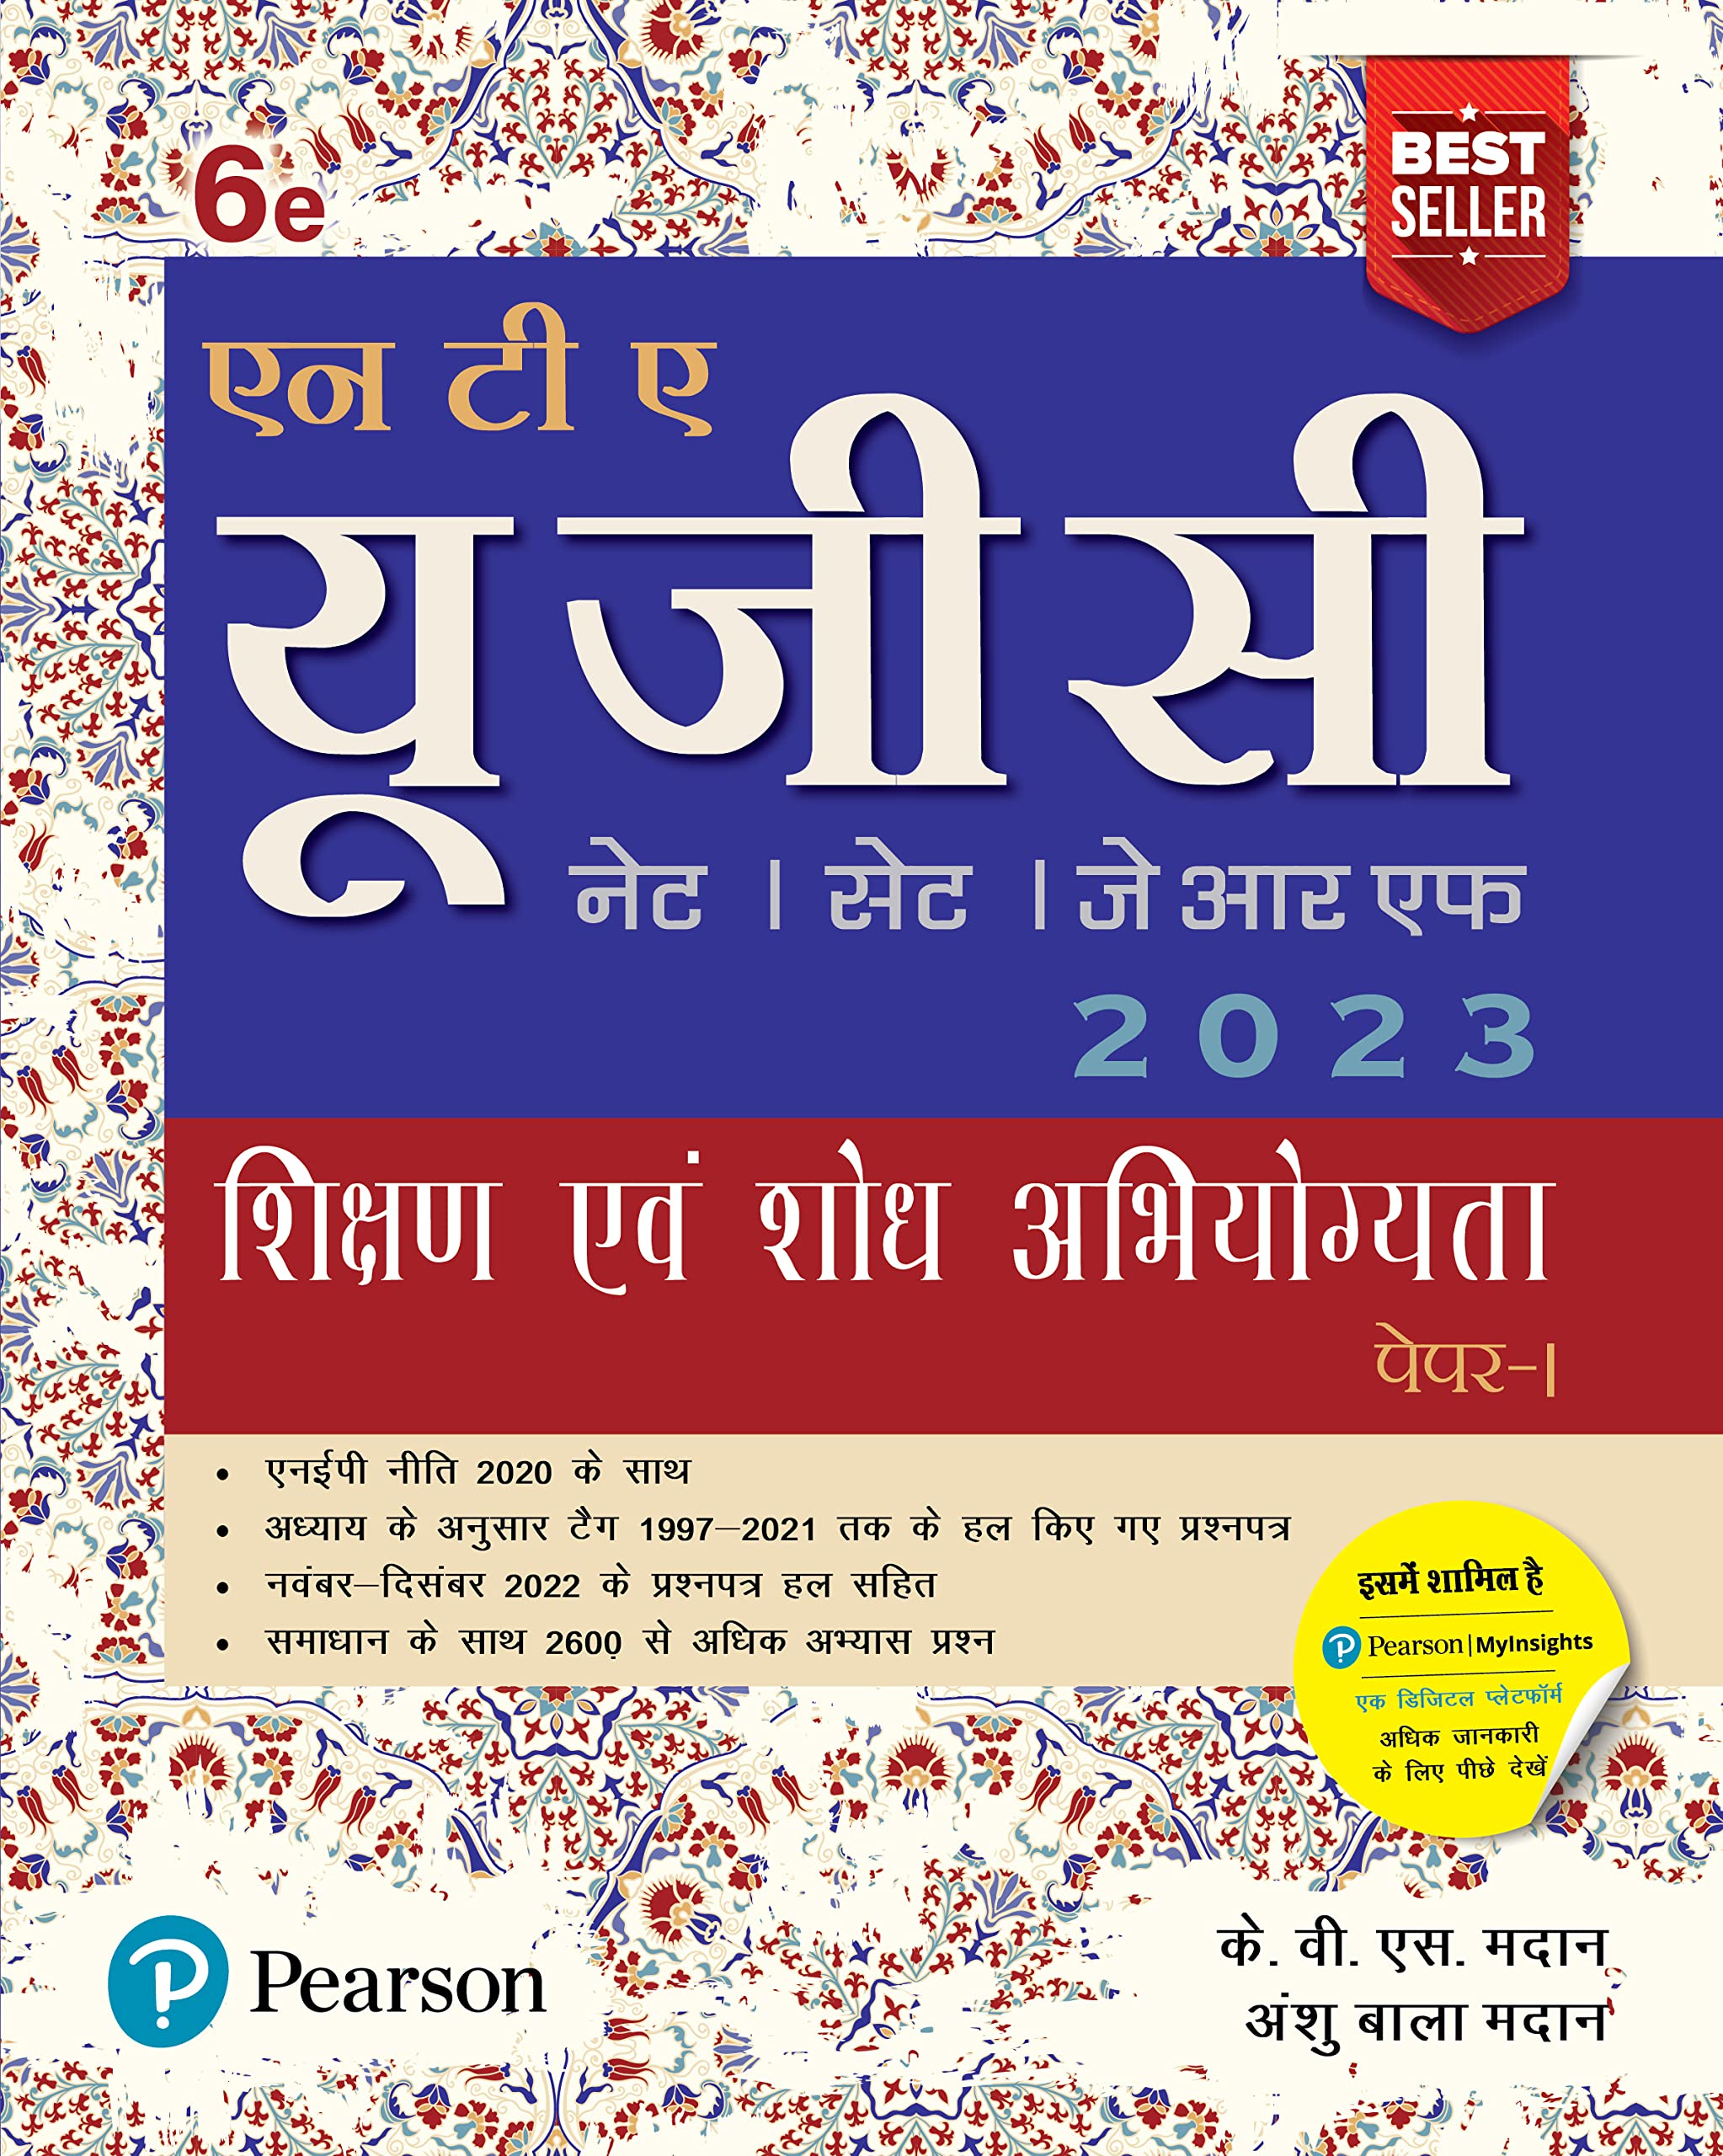 6e
BEST
SELLER
एन टी ए
यूजीसी
नेट । सेट । जे आर एफ
2023
शिक्षण एवं शोध अभियोग्यता
पेपर-I
• एनईपी नीति 2020 के साथ
• अध्याय के अनुसार टैग 1997–2021 तक के हल किए गए प्रश्नपत्र
• नवंबर–दिसंबर 2022 के प्रश्नपत्र हल सहित
• समाधान के साथ 2600 से अधिक अभ्यास प्रश्न
इसमें शामिल है
Pearson|MyInsights
एक डिजिटल प्लेटफॉर्म
अधिक जानकारी
के लिए पीछे देखें
Pearson
के. वी. एस. मदान
अंशु बाला मदान